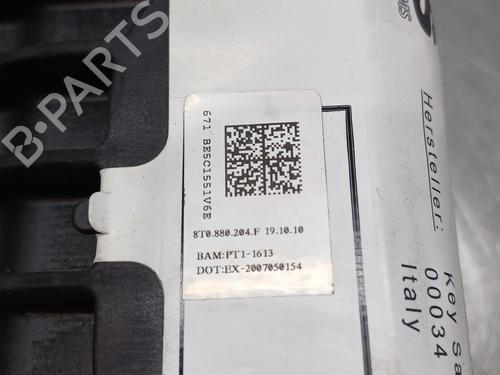 671 BE5C1551V6E
8T0.880.204.F 19.10.10
BAM:PT1-1613
DOT:EX-2007050154
Hersteller:
Key Sa
00034
Italy
B-PARTS